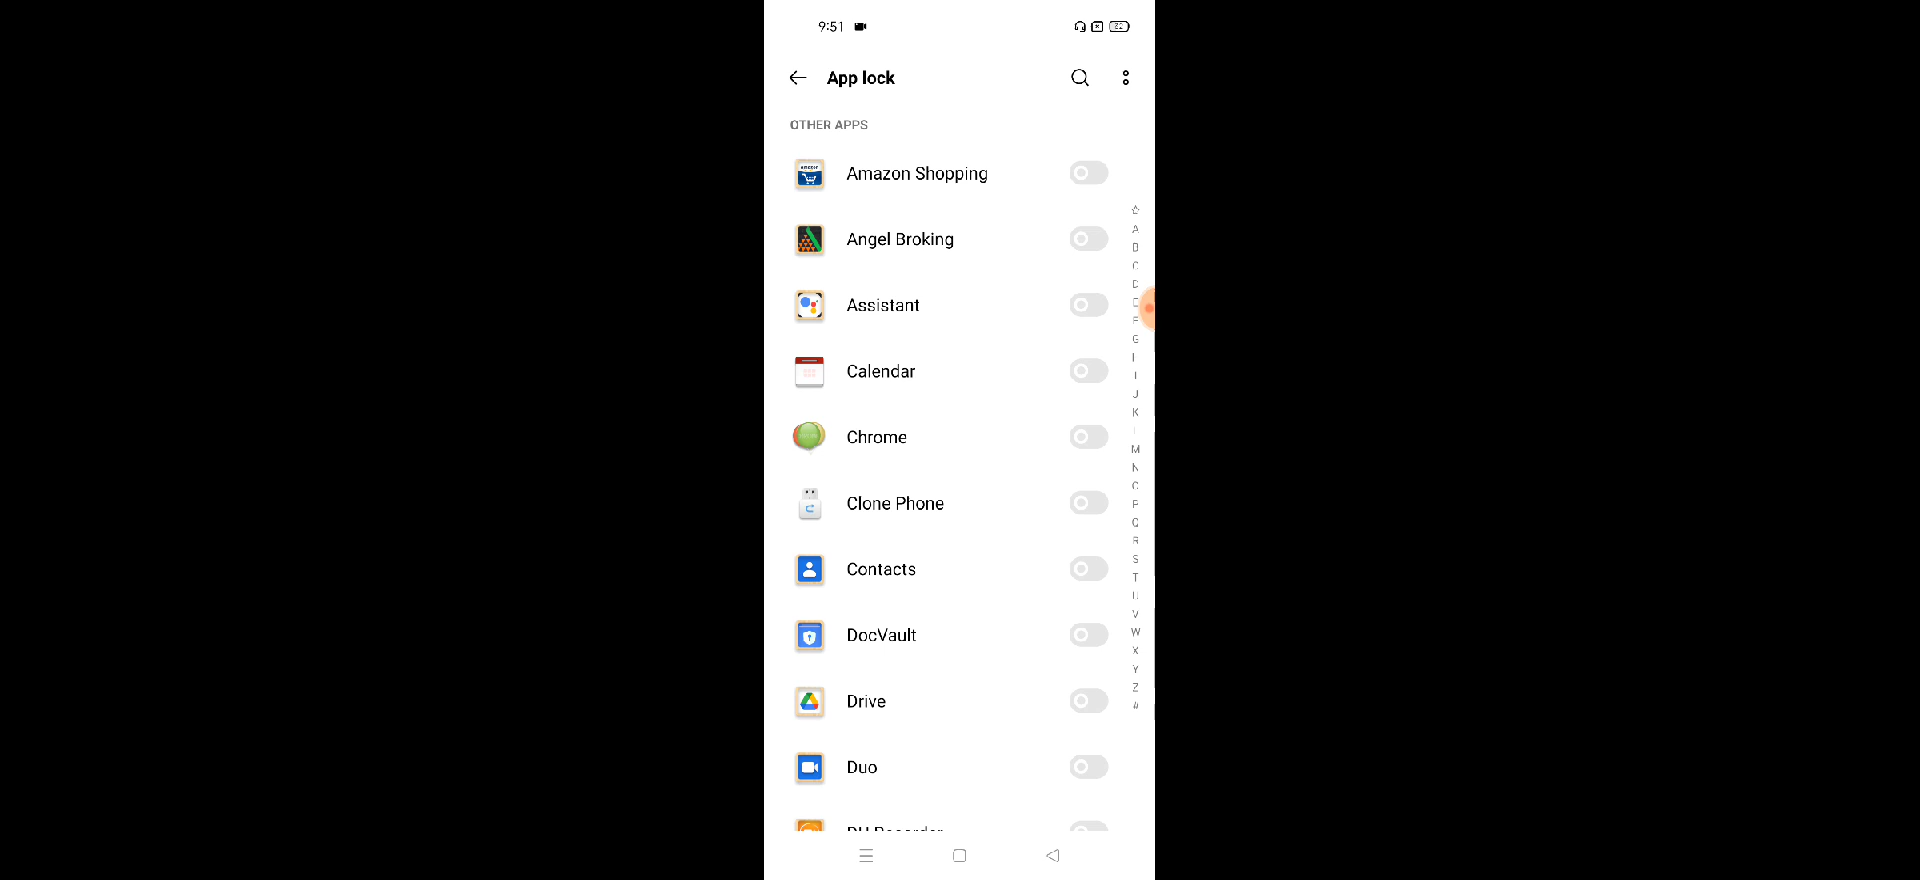 9:51
App lock
OTHER APPS
Amazon Shopping
Angel Broking
Assistant
Calendar
Chrome
Clone Phone
Contacts
DocVault
Drive
Duo
A
B
C
D
E
F
G
I
J
K
M
N
O
P
Q
R
S
T
U
V
W
X
Y
Z
#